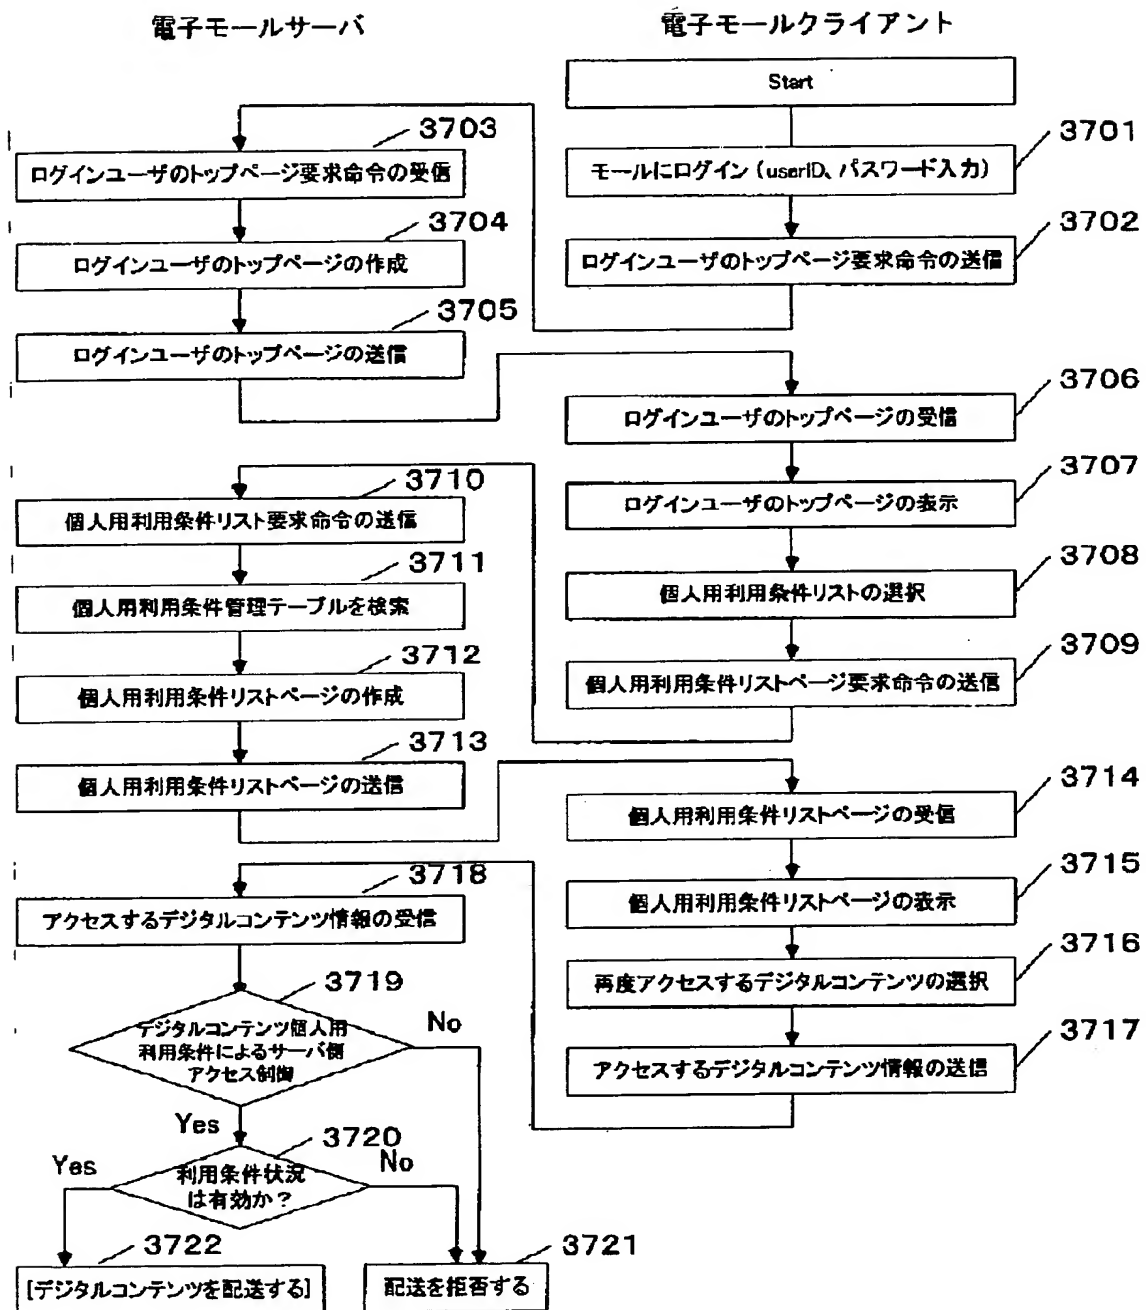 電子モールサーバ
電子モールクライアント
Start
3701
モールにログイン（userID、パスワード入力）
3702
ログインユーザのトップページ要求命令の送信
3703
ログインユーザのトップページ要求命令の受信
3704
ログインユーザのトップページの作成
3705
ログインユーザのトップページの送信
3706
ログインユーザのトップページの受信
3707
ログインユーザのトップページの表示
3708
個人用利用条件リストの選択
3709
個人用利用条件リストページ要求命令の送信
3710
個人用利用条件リスト要求命令の送信
3711
個人用利用条件管理テーブルを検索
3712
個人用利用条件リストページの作成
3713
個人用利用条件リストページの送信
3714
個人用利用条件リストページの受信
3715
個人用利用条件リストページの表示
3716
再度アクセスするデジタルコンテンツの選択
3717
アクセスするデジタルコンテンツ情報の送信
3718
アクセスするデジタルコンテンツ情報の受信
3719
デジタルコンテンツ個人用
利用条件によるサーバ側
アクセス制御
No
Yes
3720
利用条件状況
は有効か？
Yes
No
3722
[デジタルコンテンツを配送する]
3721
配送を拒否する